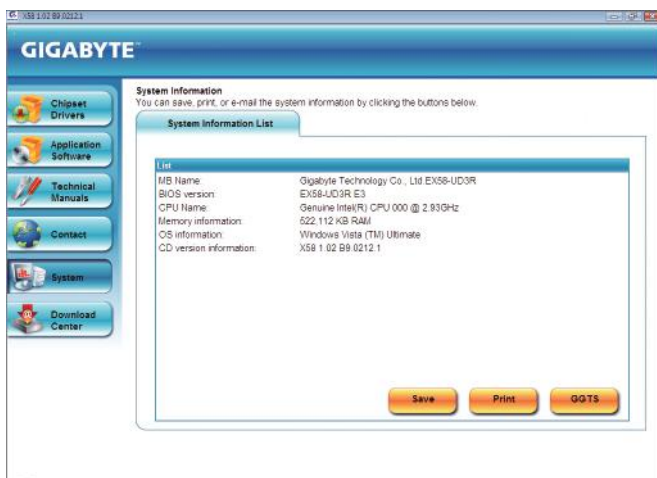 X58 1.02 B9.0212.1
GIGABYTE™
Chipset
Drivers
Application
Software
Technical
Manuals
Contact
System
Download
Center
System Information
You can save, print, or e-mail the system information by clicking the buttons below.
System Information List
List
MB Name: Gigabyte Technology Co., Ltd.EX58-UD3R
BIOS version: EX58-UD3R E3
CPU Name: Genuine Intel(R) CPU 000 @ 2.93GHz
Memory information: 522,112 KB RAM
OS information: Windows Vista (TM) Ultimate
CD version information: X58 1.02 B9.0212.1
Save Print GGTS